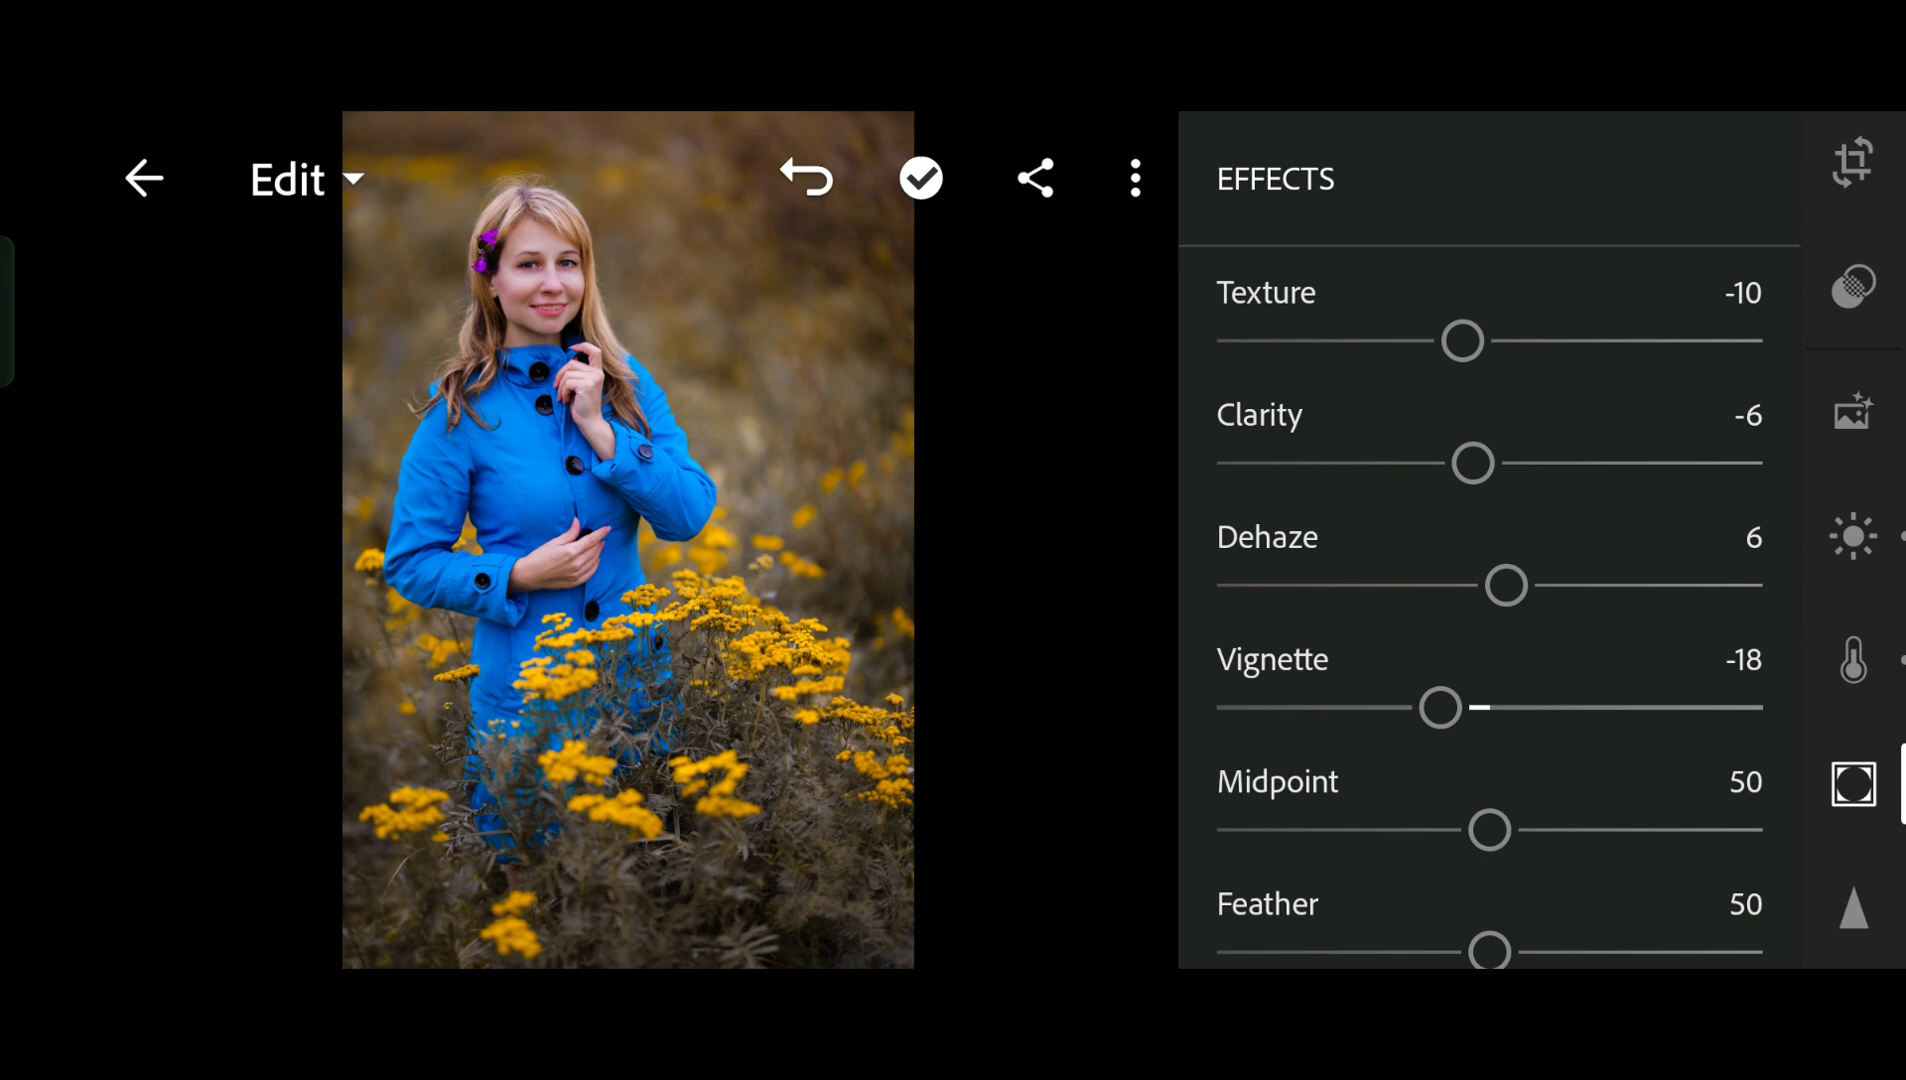 Edit
EFFECTS
Texture -10
Clarity -6
Dehaze 6
Vignette -18
Midpoint 50
Feather 50